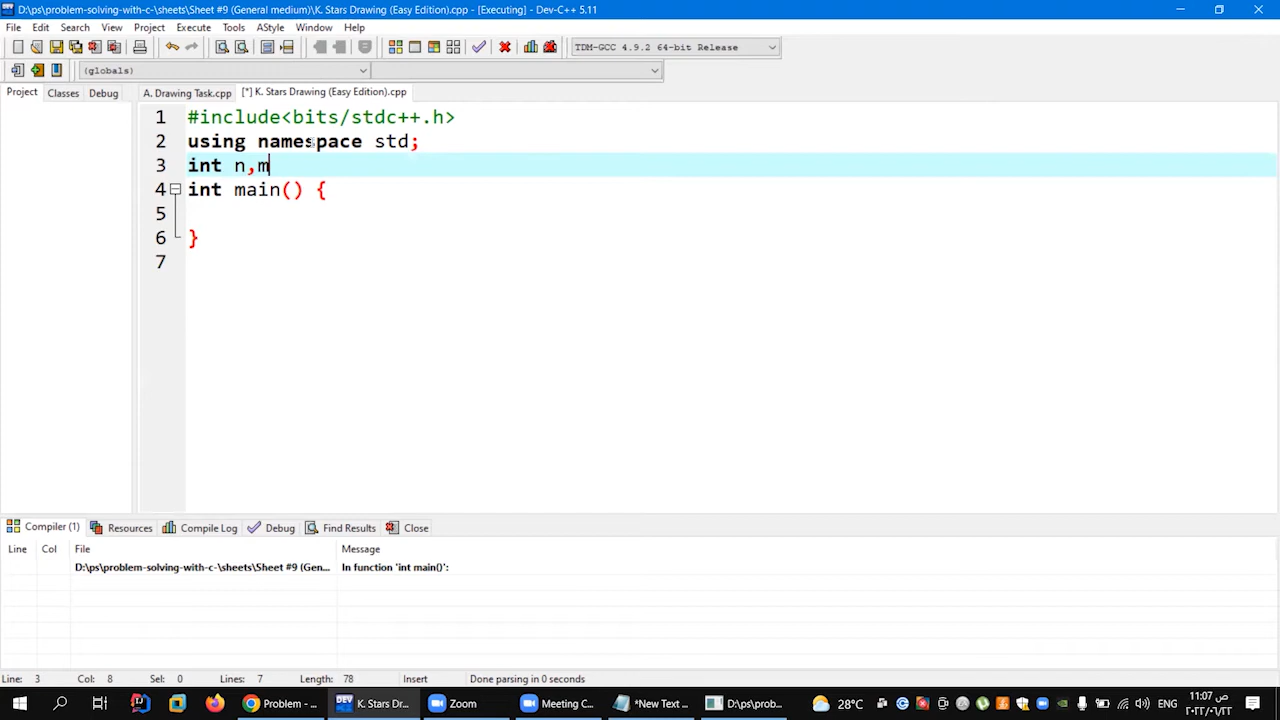 D:\ps\problem-solving-with-c-\sheets\Sheet #9 (General medium)\K. Stars Drawing (Easy Edition).cpp - [Executing] - Dev-C++ 5.11
File Edit Search View Project Execute Tools AStyle Window Help
TDM-GCC 4.9.2 64-bit Release
(globals)
Project Classes Debug A. Drawing Task.cpp [*] K. Stars Drawing (Easy Edition).cpp
1 #include<bits/stdc++.h>
2 using namespace std;
3 int n,m
4 int main() {
5
6 }
7
Compiler (1) Resources Compile Log Debug Find Results Close
Line Col File Message
D:\ps\problem-solving-with-c-\sheets\Sheet #9 (Gen... In function 'int main()':
Line: 3 Col: 8 Sel: 0 Lines: 7 Length: 78 Insert Done parsing in 0 seconds
Problem - ... K. Stars Dr... Zoom Meeting C... *New Text ... D:\ps\prob... 28°C ENG 11:07 ص
٢٠٢٢/٠٦/٢٦